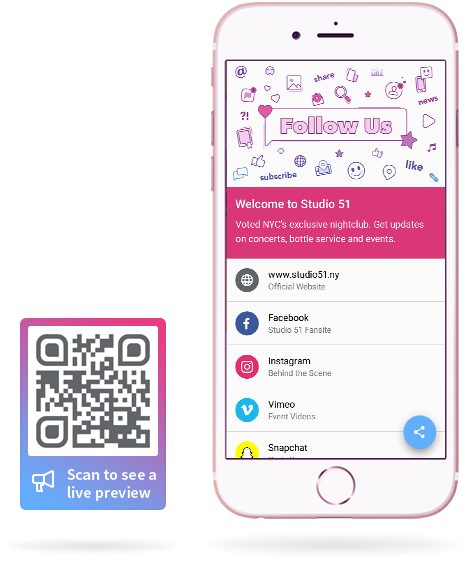 @
share
news
?!
Follow Us
like
subscribe
Welcome to Studio 51
Voted NYC's exclusive nightclub. Get updates
on concerts, bottle service and events.
www.studio51.ny
Official Website
Facebook
Studio 51 Fansite
Instagram
Behind the Scene
Vimeo
Event Videos
Snapchat
Scan to see a
live preview